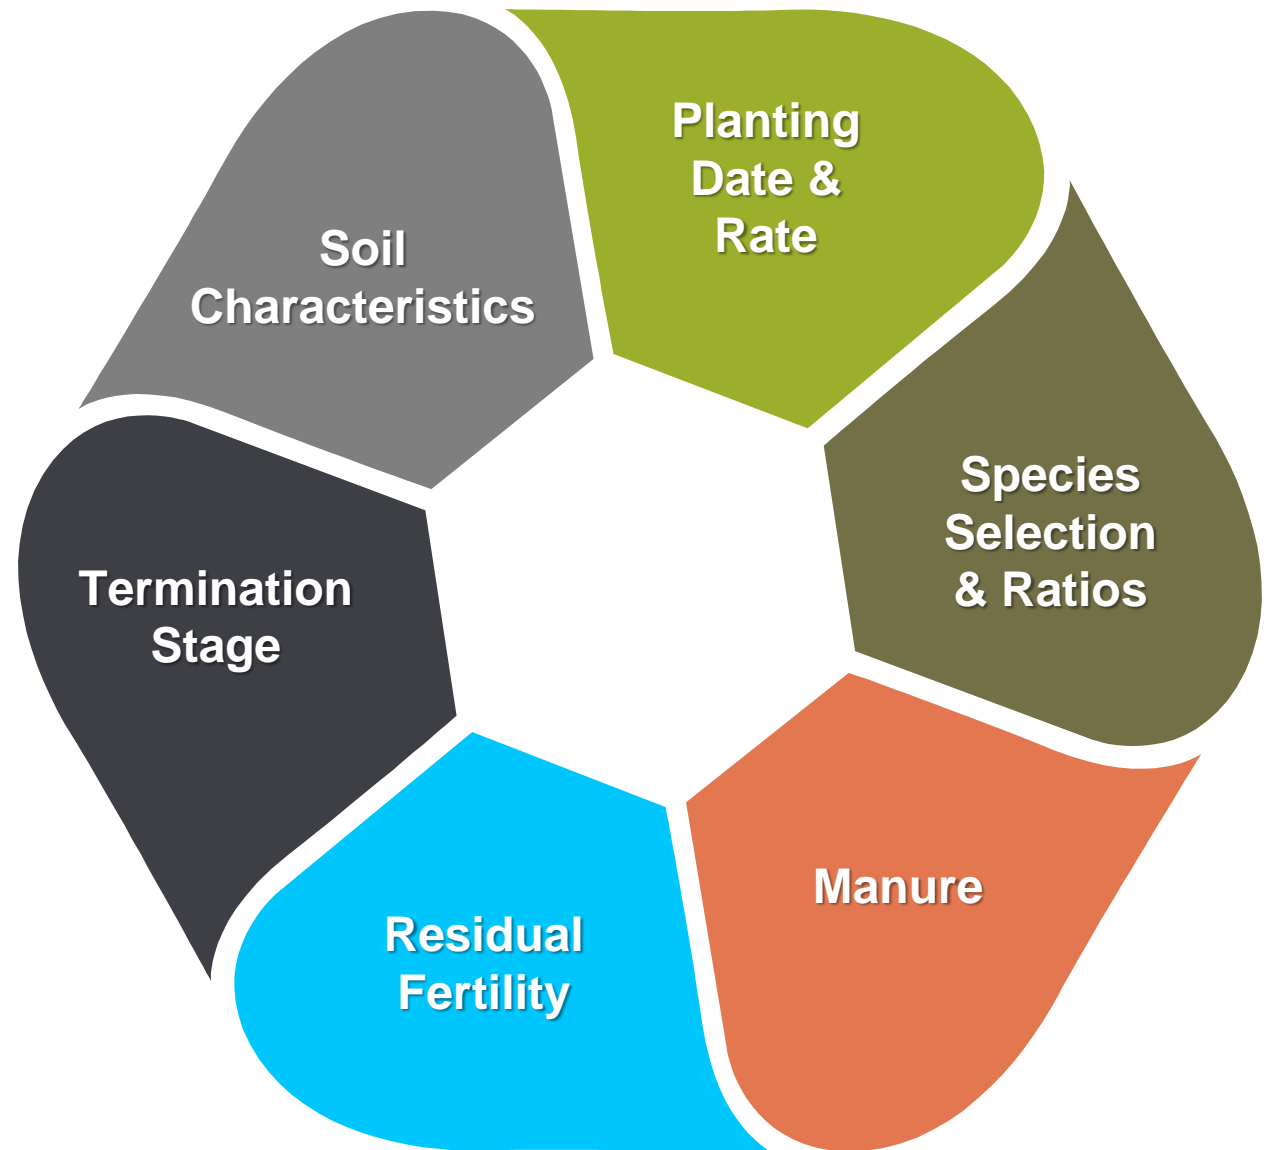 Planting
Date &
Rate
Soil
Characteristics
Species
Selection
& Ratios
Termination
Stage
Manure
Residual
Fertility